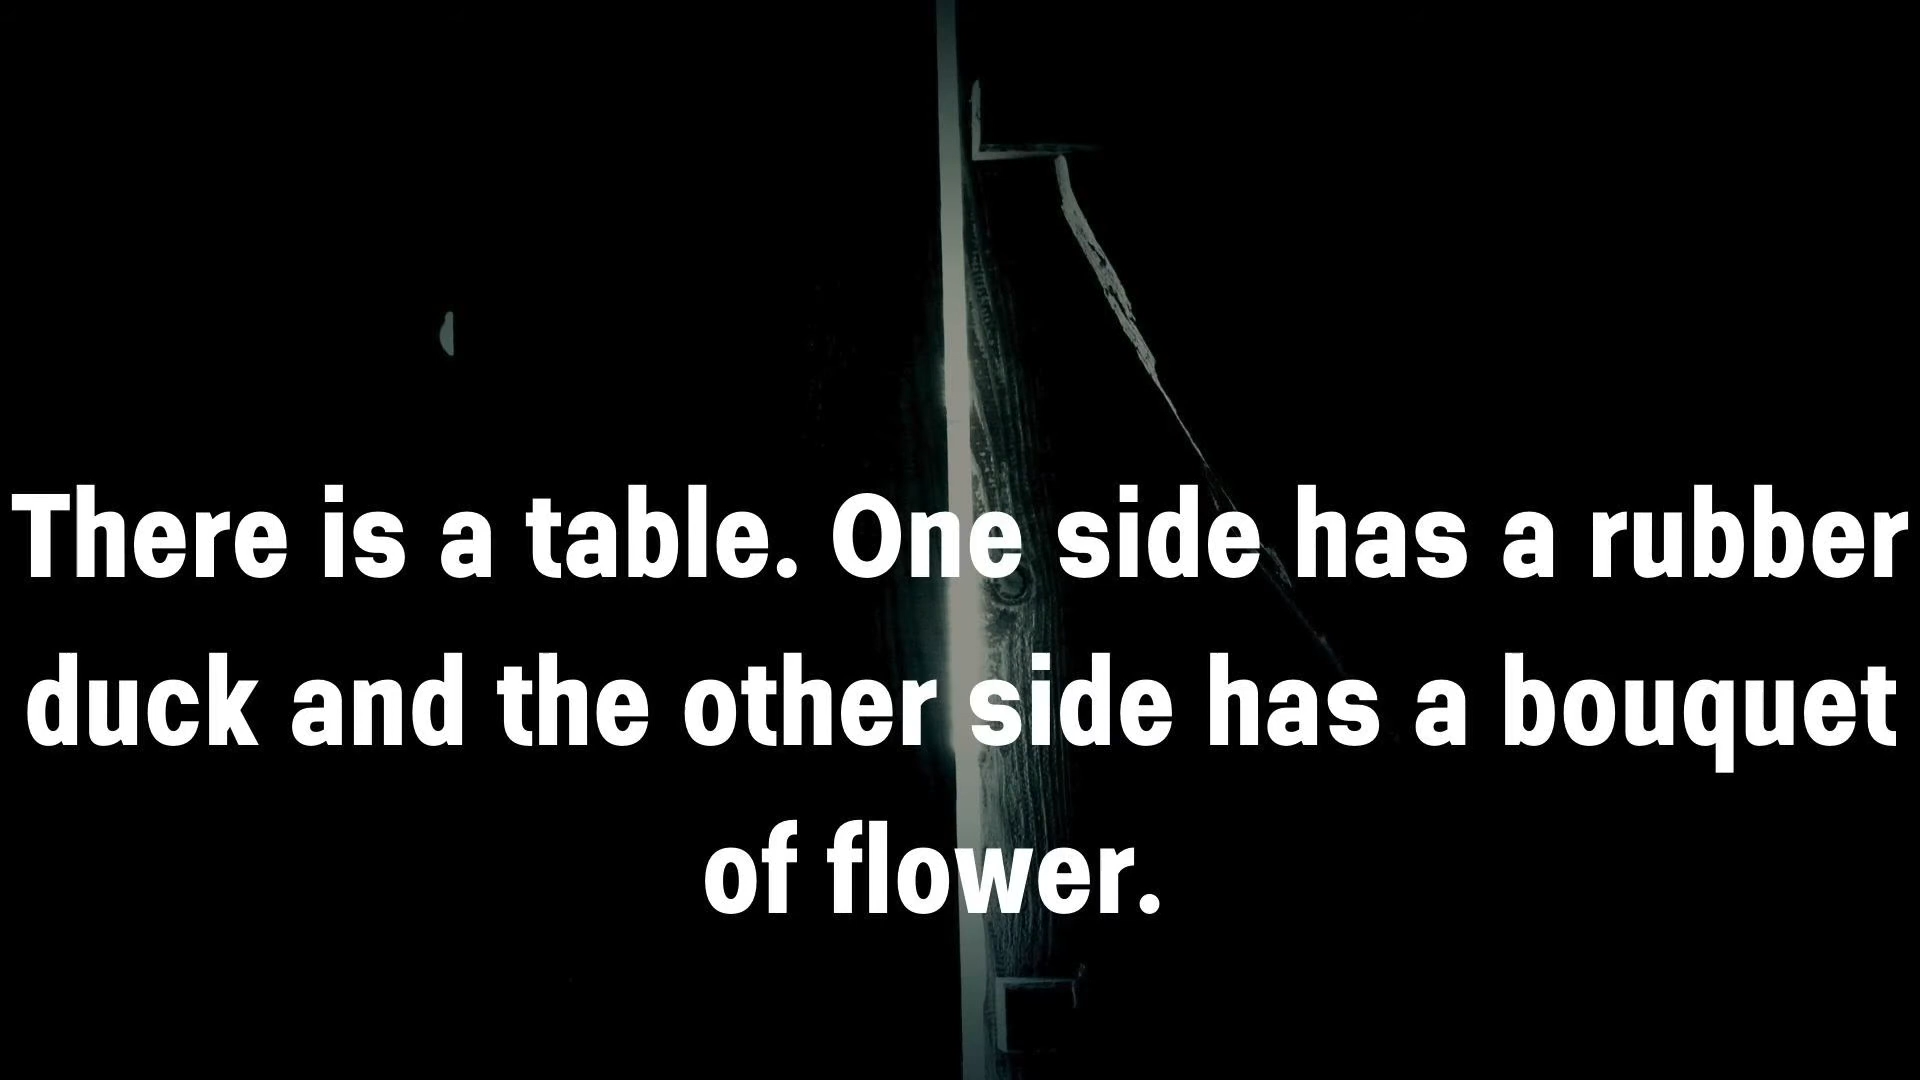 There is a table. One side has a rubber
duck and the other side has a bouquet
of flower.